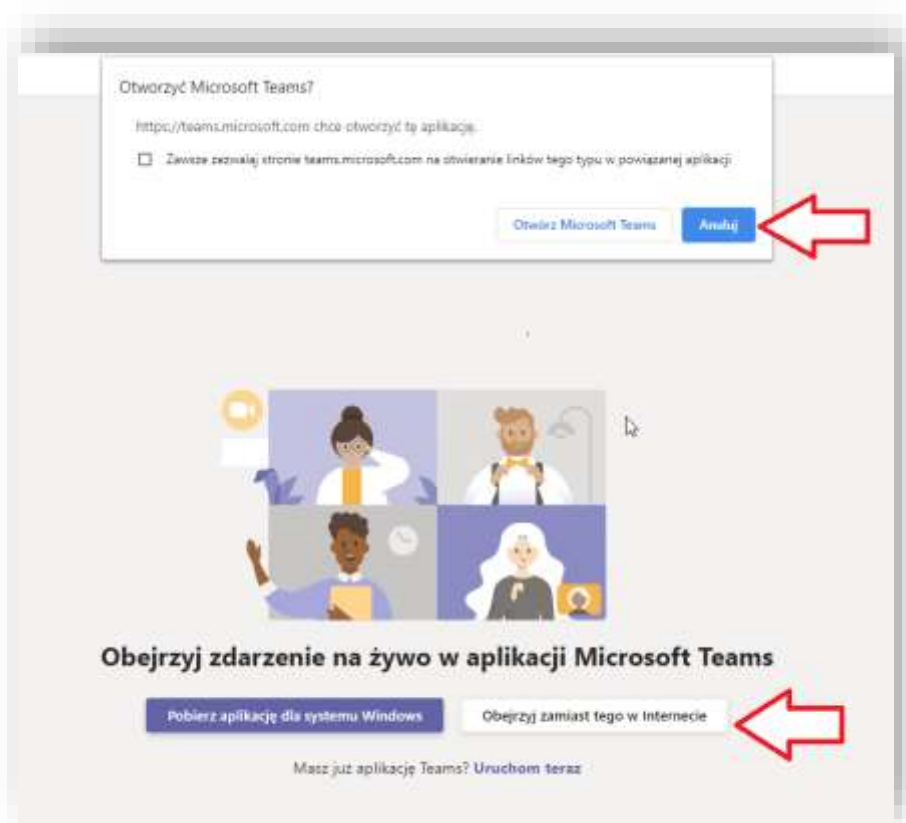 Otworzyć Microsoft Teams?
https://teams.microsoft.com chce otworzyć tę aplikację.
Zawsze zezwalaj stronie teams.microsoft.com na otwieranie linków tego typu w powiązanej aplikacji
Otwórz Microsoft Teams Anuluj
Obejrzyj zdarzenie na żywo w aplikacji Microsoft Teams
Pobierz aplikację dla systemu Windows Obejrzyj zamiast tego w Internecie
Masz już aplikację Teams? Uruchom teraz